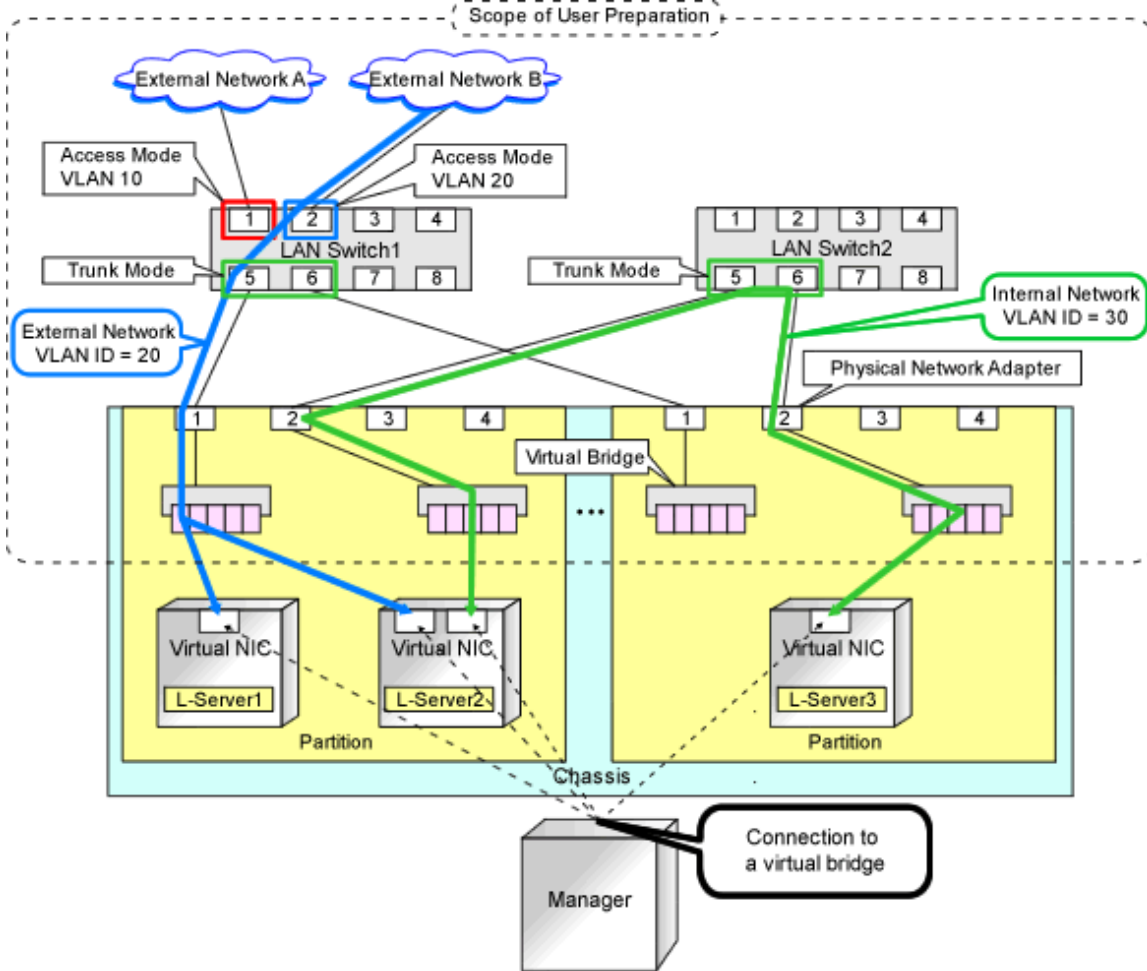 Scope of User Preparation
External Network A
External Network B
Access Mode
VLAN 10
Access Mode
VLAN 20
1 2 3 4
LAN Switch1
5 6 7 8
Trunk Mode
1 2 3 4
LAN Switch2
5 6 7 8
Trunk Mode
External Network
VLAN ID = 20
Internal Network
VLAN ID = 30
Physical Network Adapter
1 2 3 4
1 2 3 4
Virtual Bridge
...
Virtual NIC
L-Server1
Virtual NIC
L-Server2
Virtual NIC
L-Server3
Partition
Partition
Chassis
Connection to
a virtual bridge
Manager